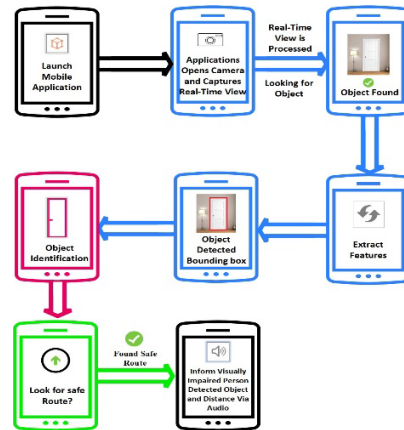 Launch
Mobile
Application
Applications
Opens Camera
and Captures
Real-Time View
Real-Time
View is
Processed
Looking for
Object
Object Found
Extract
Features
Object
Detected
Bounding box
Object
Identification
Look for safe
Route?
Found Safe
Route
Inform Visually
Impaired Person
Detected Object
and Distance Via
Audio